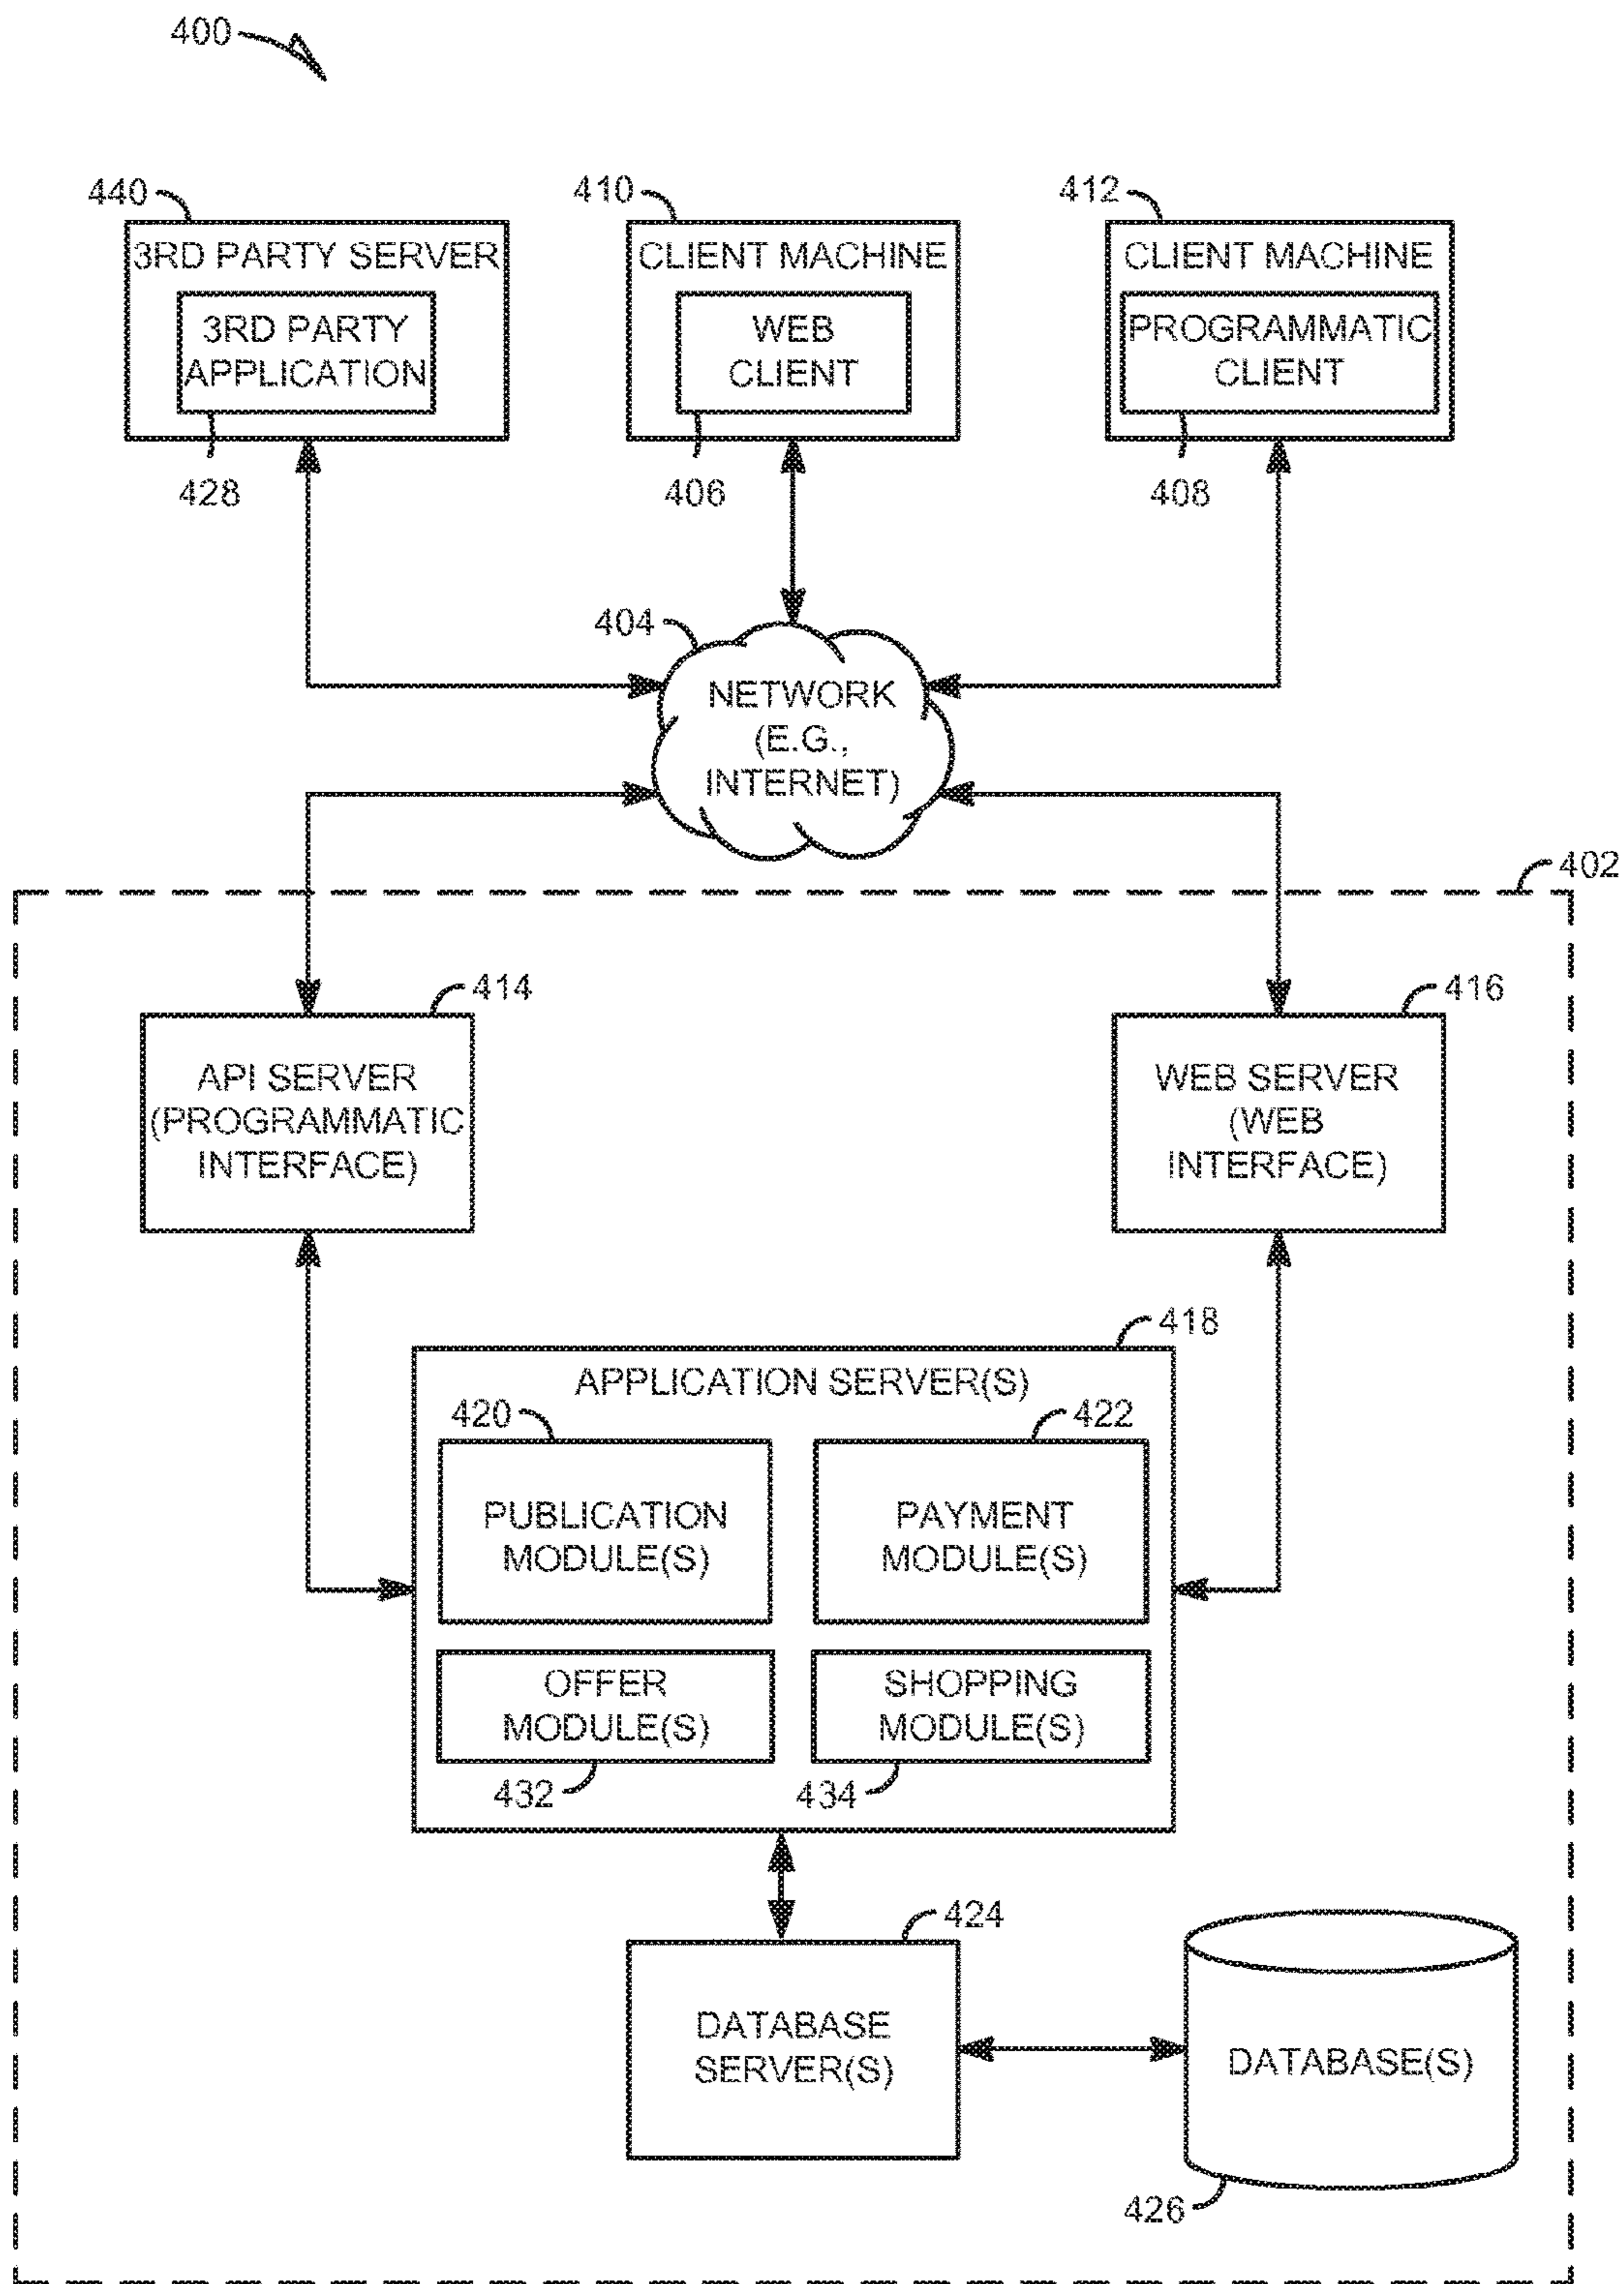 400
440
410
412
3RD PARTY SERVER
CLIENT MACHINE
CLIENT MACHINE
3RD PARTY
APPLICATION
WEB
CLIENT
PROGRAMMATIC
CLIENT
428
406
408
404
NETWORK
(E.G.,
INTERNET)
402
414
416
API SERVER
(PROGRAMMATIC
INTERFACE)
WEB SERVER
(WEB
INTERFACE)
418
APPLICATION SERVER(S)
420
422
PUBLICATION
MODULE(S)
PAYMENT
MODULE(S)
OFFER
MODULE(S)
SHOPPING
MODULE(S)
432
434
424
DATABASE
SERVER(S)
DATABASE(S)
426